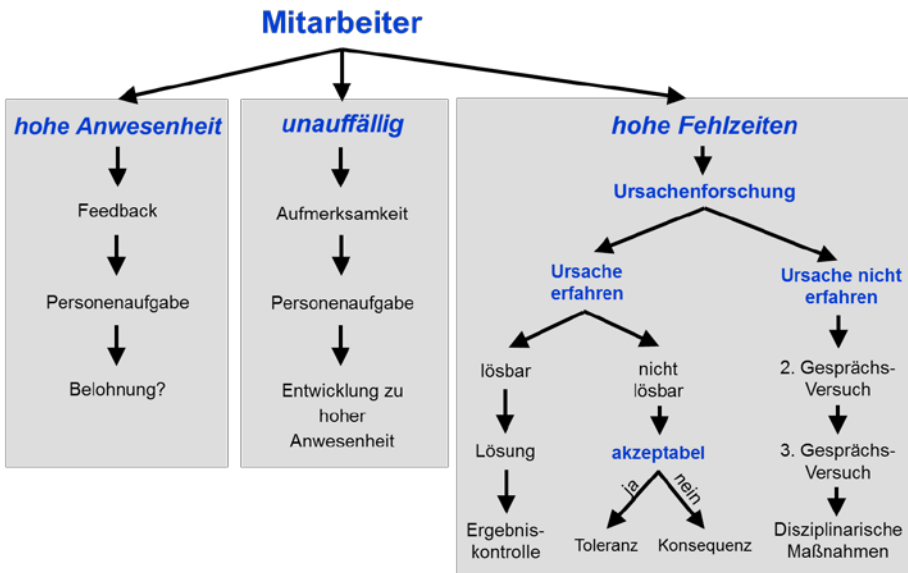 Mitarbeiter
hohe Anwesenheit
Feedback
Personenaufgabe
Belohnung?
unauffällig
Aufmerksamkeit
Personenaufgabe
Entwicklung zu
hoher
Anwesenheit
hohe Fehlzeiten
Ursachenforschung
Ursache
erfahren
lösbar
Lösung
Ergebnis-
kontrolle
nicht
lösbar
akzeptabel
ja
nein
Toleranz
Konsequenz
Ursache nicht
erfahren
2. Gesprächs-
Versuch
3. Gesprächs-
Versuch
Disziplinarische
Maßnahmen